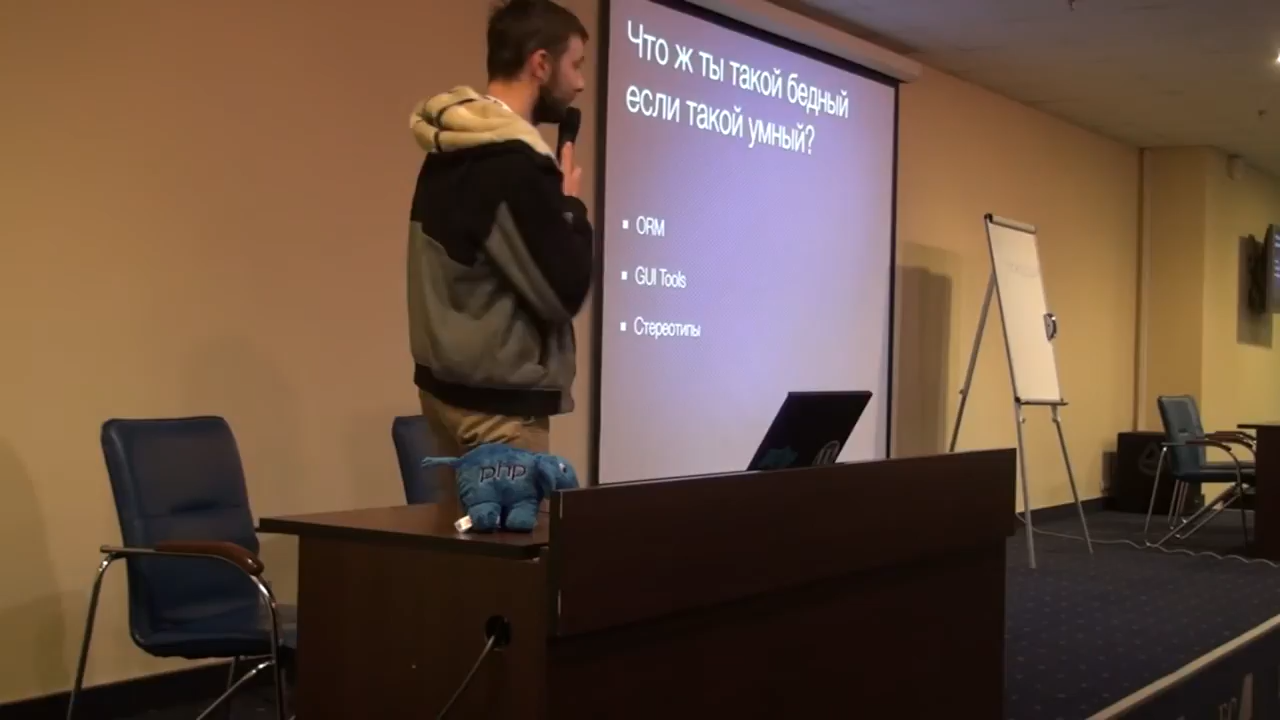 Что ж ты такой бедный
если такой умный?
ORM
GUI Tools
Стереотипы
php